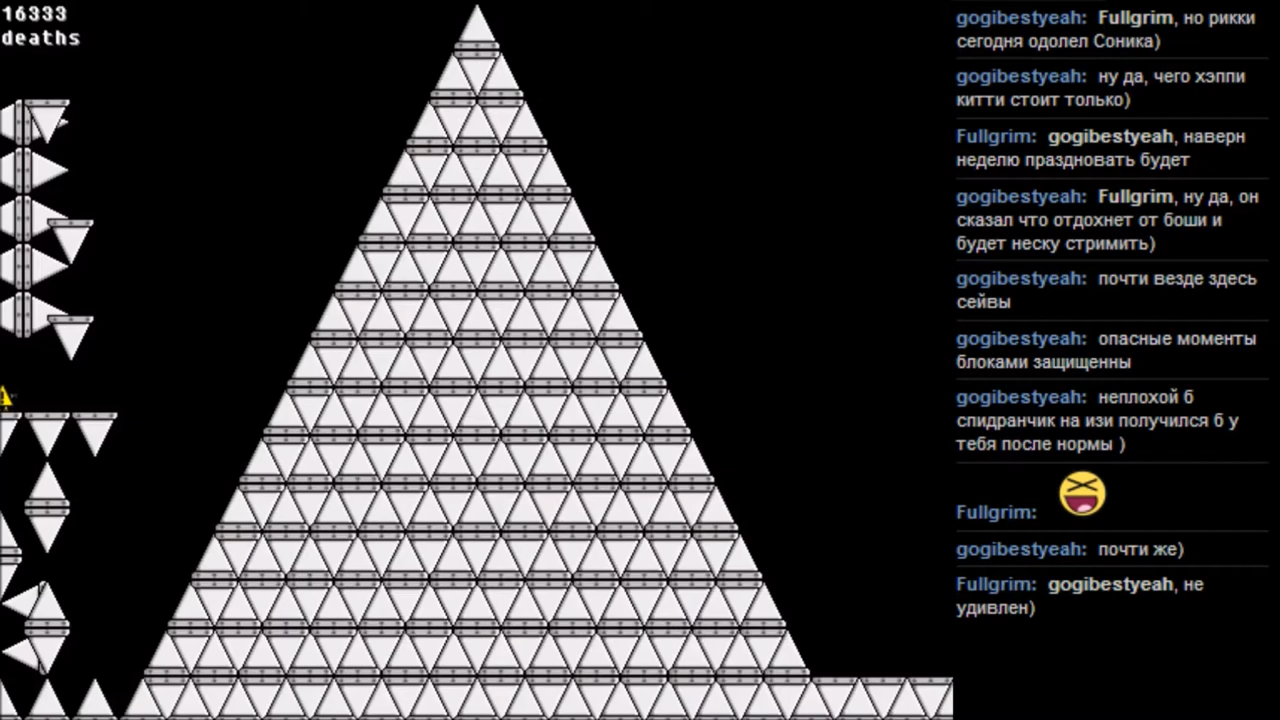 16333
deaths
gogibestyeah: Fullgrim, но рикки
сегодня одолел Соника)
gogibestyeah: ну да, чего хэппи
китти стоит только)
Fullgrim: gogibestyeah, наверн
неделю праздновать будет
gogibestyeah: Fullgrim, ну да, он
сказал что отдохнет от боши и
будет неску стримить)
gogibestyeah: почти везде здесь
сейвы
gogibestyeah: опасные моменты
блоками защищенны
gogibestyeah: неплохой б
спидранчик на изи получился б у
тебя после нормы )
Fullgrim:
gogibestyeah: почти же)
Fullgrim: gogibestyeah, не
удивлен)